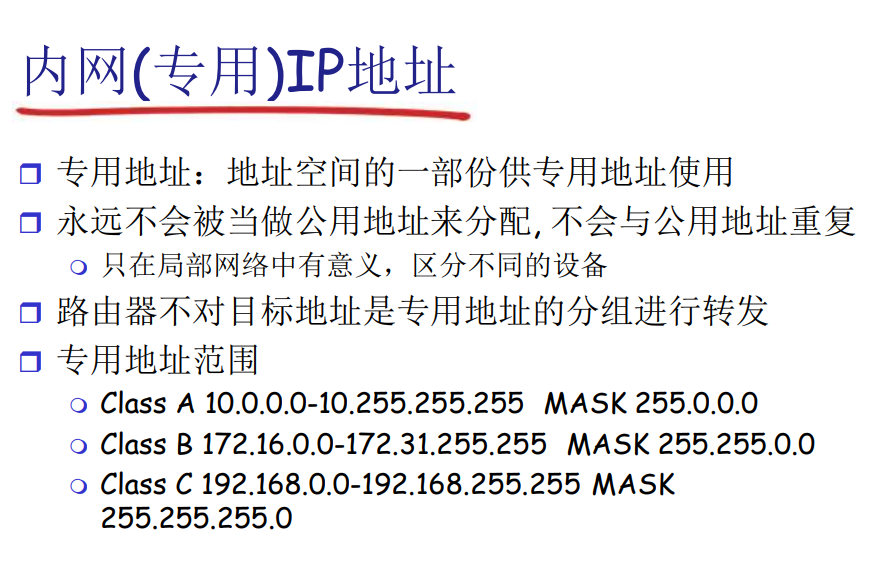 内网(专用)IP地址
专用地址：地址空间的一部份供专用地址使用
永远不会被当做公用地址来分配, 不会与公用地址重复
只在局部网络中有意义，区分不同的设备
路由器不对目标地址是专用地址的分组进行转发
专用地址范围
Class A 10.0.0.0-10.255.255.255 MASK 255.0.0.0
Class B 172.16.0.0-172.31.255.255 MASK 255.255.0.0
Class C 192.168.0.0-192.168.255.255 MASK
255.255.255.0